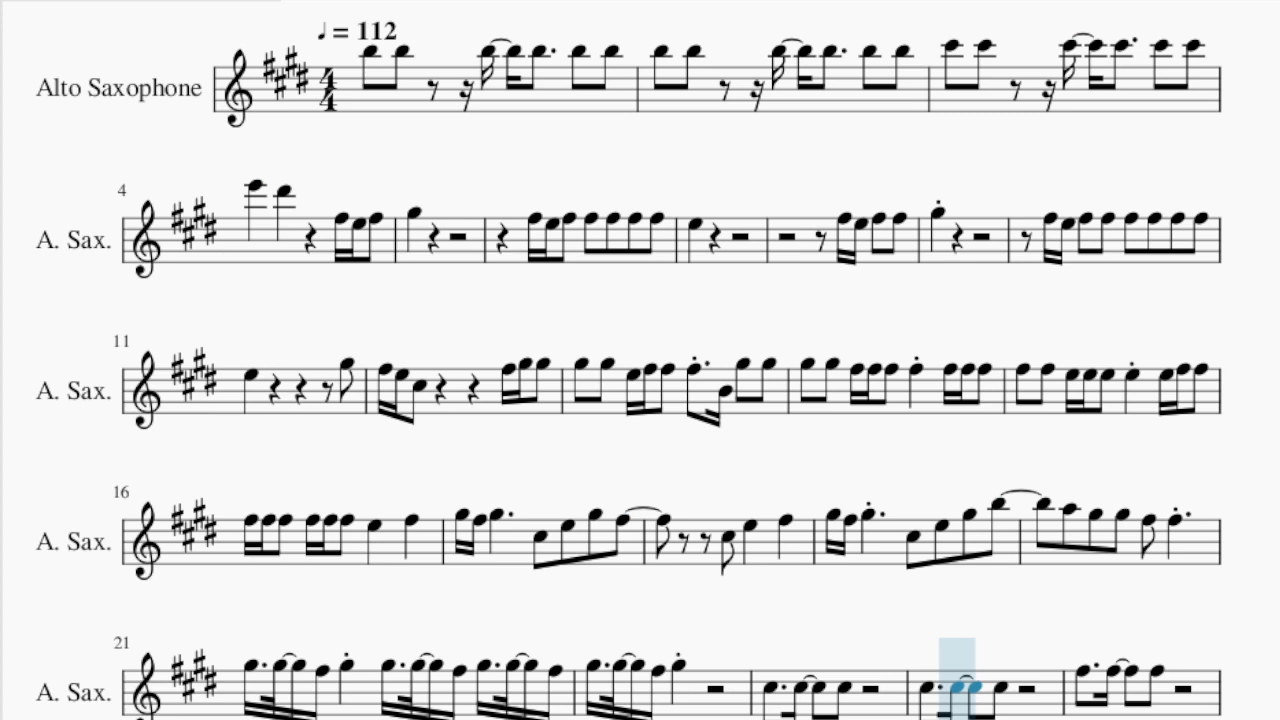 ♩ = 112
Alto Saxophone
4
4
4
A. Sax.
11
A. Sax.
16
A. Sax.
21
A. Sax.